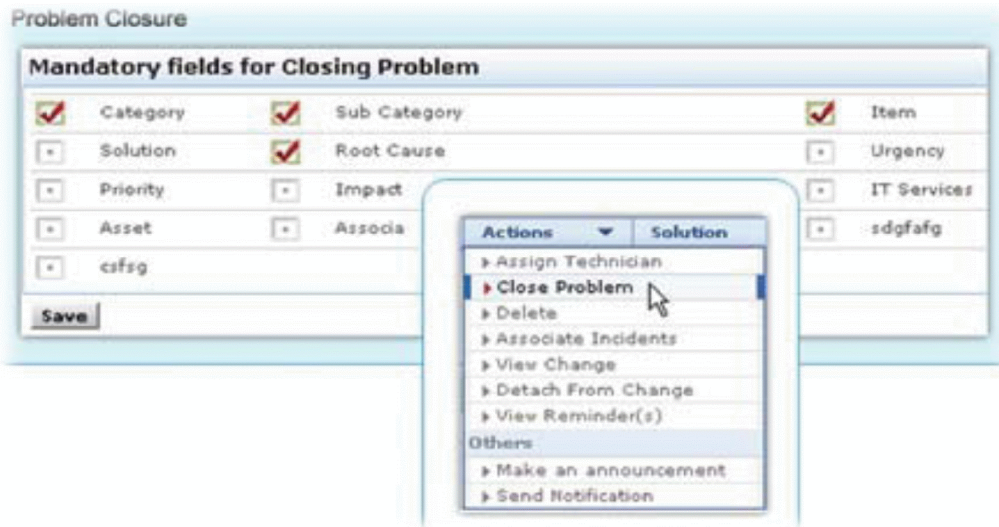 Problem Closure
Mandatory fields for Closing Problem
Category Sub Category Item
Solution Root Cause Urgency
Priority Impact IT Services
Asset Associa sdgfafg
csfsg
Save
Actions Solution
Assign Technician
Close Problem
Delete
Associate Incidents
View Change
Detach From Change
View Reminder(s)
Others
Make an announcement
Send Notification